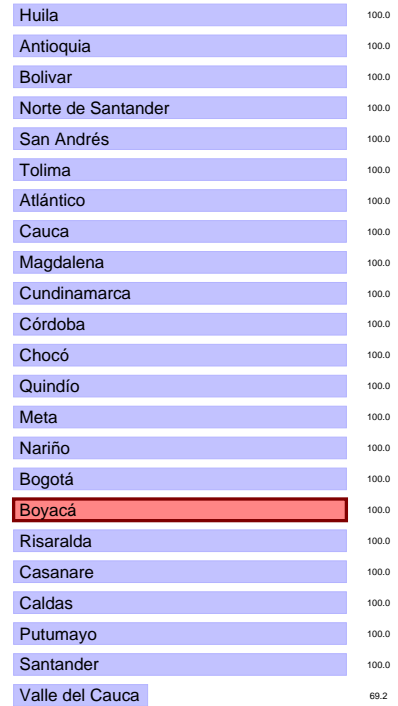 Huila 100.0
Antioquia 100.0
Bolivar 100.0
Norte de Santander 100.0
San Andrés 100.0
Tolima 100.0
Atlántico 100.0
Cauca 100.0
Magdalena 100.0
Cundinamarca 100.0
Córdoba 100.0
Chocó 100.0
Quindío 100.0
Meta 100.0
Nariño 100.0
Bogotá 100.0
Boyacá 100.0
Risaralda 100.0
Casanare 100.0
Caldas 100.0
Putumayo 100.0
Santander 100.0
Valle del Cauca 69.2